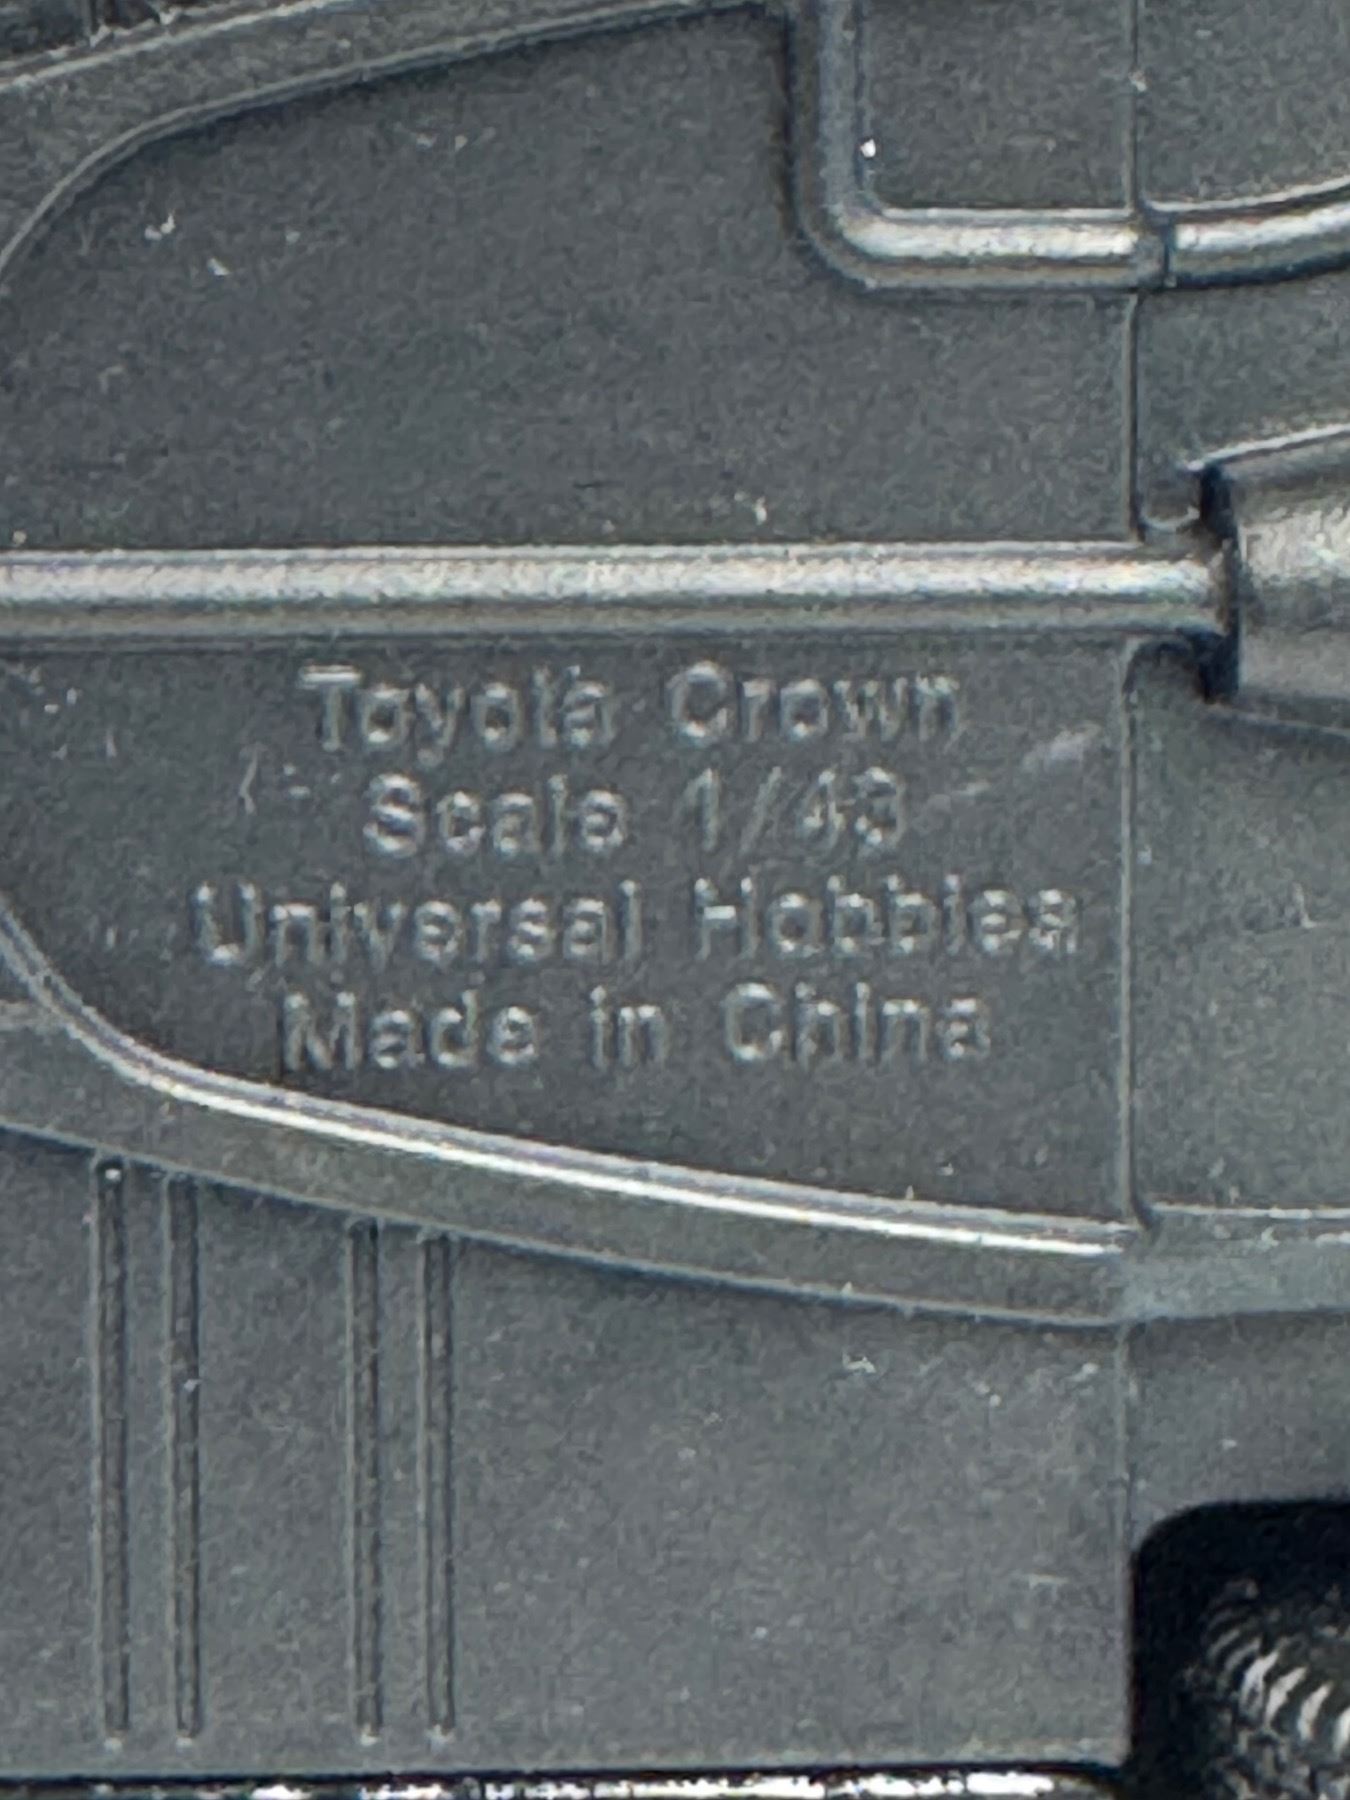 Toyota Crown
Scale 1/43
Universal Hobbies
Made in China